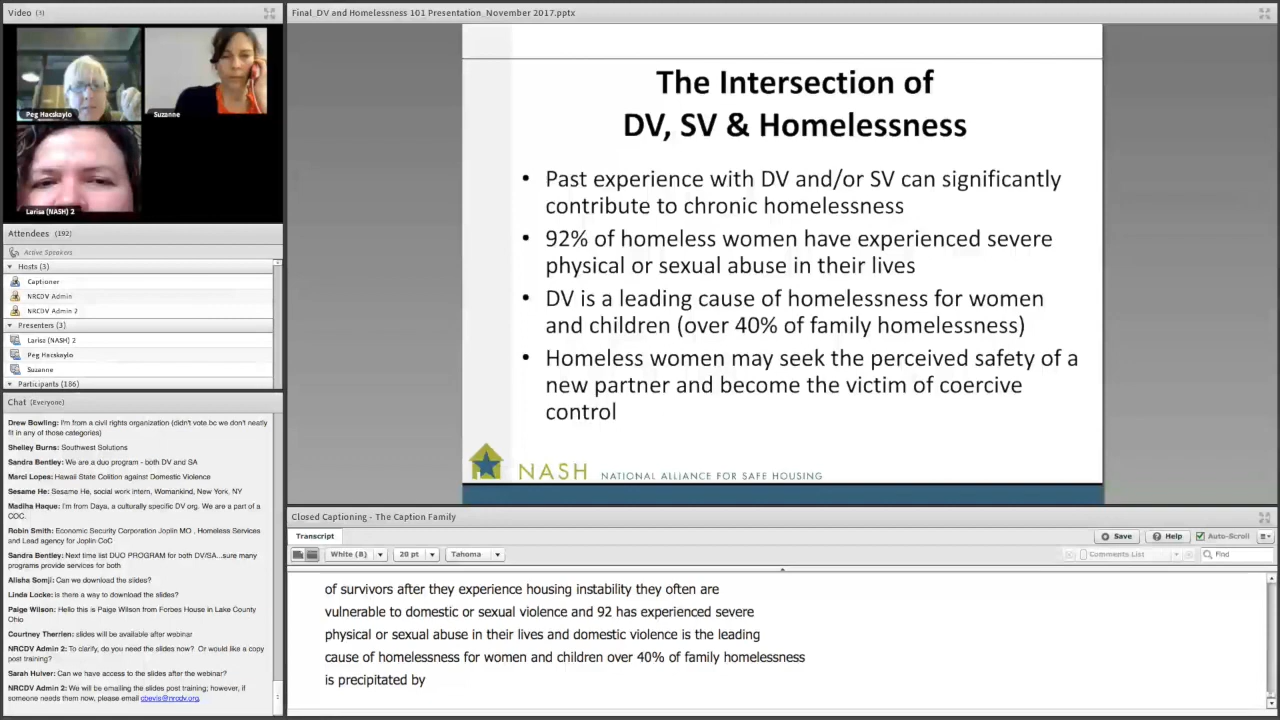 Video (3)
Peg Hacskaylo
Suzanne
Larisa (NASH) 2
Attendees (192)
Active Speakers
Hosts (3)
Captioner
NRCDV Admin
NRCDV Admin 2
Presenters (3)
Larisa (NASH) 2
Peg Hacskaylo
Suzanne
Participants (186)
Chat (Everyone)
Drew Bowling: I'm from a civil rights organization (didn't vote bc we don't neatly
fit in any of those categories)
Shelley Burns: Southwest Solutions
Sandra Bentley: We are a duo program - both DV and SA
Marci Lopes: Hawaii State Colition against Domestic Violence
Sesame He: Sesame He, social work intern, Womankind, New York, NY
Madiha Haque: I'm from Daya, a culturally specific DV org. We are a part of a
COC.
Robin Smith: Economic Security Corporation Joplin MO , Homeless Services
and Lead agency for Joplin CoC
Sandra Bentley: Next time list DUO PROGRAM for both DV/SA...sure many
programs provide services for both
Alisha Somji: Can we download the slides?
Linda Locke: is there a way to download the slides?
Paige Wilson: Hello this is Paige Wilson from Forbes House in Lake County
Ohio
Courtney Therrien: slides will be available after webinar
NRCDV Admin 2: To clarify, do you need the slides now? Or would like a copy
post training?
Sarah Hulver: Can we have access to the slides after the webinar?
NRCDV Admin 2: We will be emailing the slides post training; however, if
someone needs them now, please email
Final_DV and Homelessness 101 Presentation_November 2017.pptx
The Intersection of
DV, SV & Homelessness
• Past experience with DV and/or SV can significantly
contribute to chronic homelessness
• 92% of homeless women have experienced severe
physical or sexual abuse in their lives
• DV is a leading cause of homelessness for women
and children (over 40% of family homelessness)
• Homeless women may seek the perceived safety of a
new partner and become the victim of coercive
control
NASH NATIONAL ALLIANCE FOR SAFE HOUSING
Closed Captioning - The Caption Family
Transcript
Save
Help
Auto-Scroll
White (B)
20 pt
Tahoma
Comments List
Find
of survivors after they experience housing instability they often are
vulnerable to domestic or sexual violence and 92 has experienced severe
physical or sexual abuse in their lives and domestic violence is the leading
cause of homelessness for women and children over 40% of family homelessness
is precipitated by